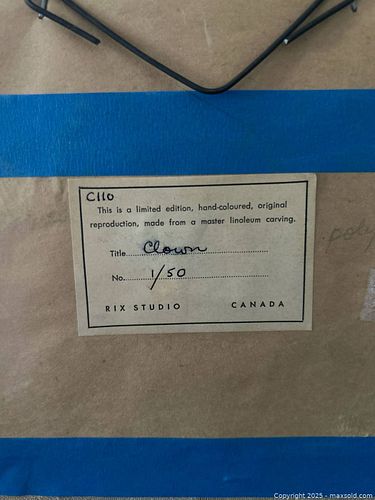 C110
This is a limited edition, hand-coloured, original
reproduction, made from a master linoleum carving.
Title Clown
No. 1/50
RIX STUDIO CANADA
Copyright 2025 - maxsold.com